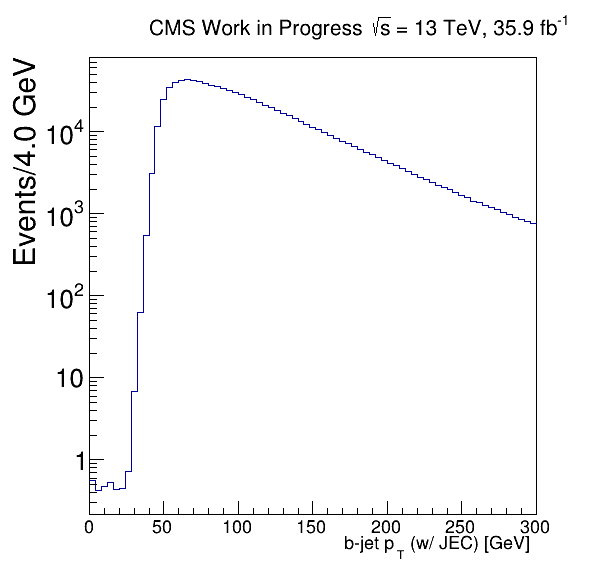 CMS Work in Progress √s = 13 TeV, 35.9 fb⁻¹
Events/4.0 GeV
10⁴
10³
10²
10
1
0 50 100 150 200 250 300
b-jet p_T (w/ JEC) [GeV]